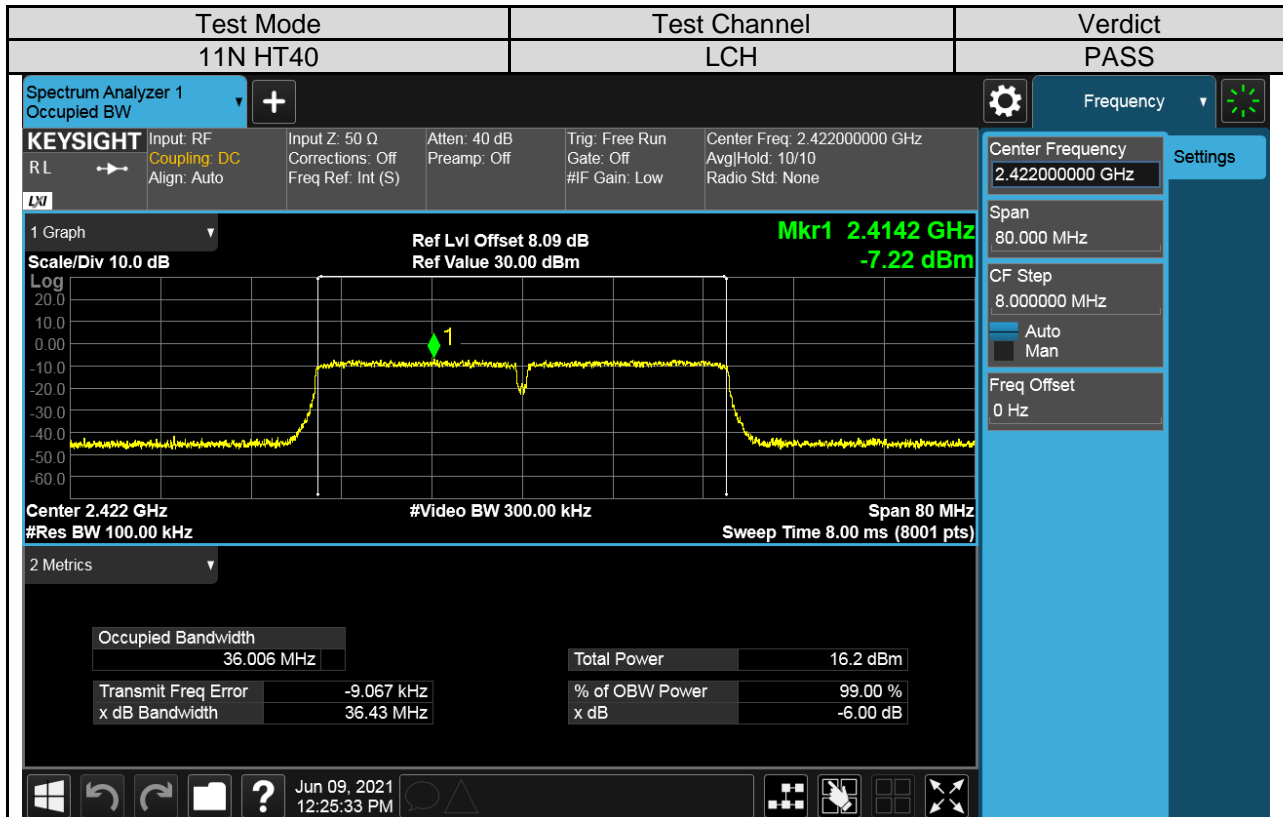 Test Mode Test Channel Verdict
11N HT40 LCH PASS
Spectrum Analyzer 1
Occupied BW
+
Frequency
KEYSIGHT Input: RF Input Z: 50 Ω Atten: 40 dB Trig: Free Run Center Freq: 2.422000000 GHz
RL Coupling: DC Corrections: Off Preamp: Off Gate: Off Avg|Hold: 10/10
Align: Auto Freq Ref: Int (S) #IF Gain: Low Radio Std: None
LXI
Center Frequency
2.422000000 GHz
Settings
Span
80.000 MHz
CF Step
8.000000 MHz
Auto
Man
Freq Offset
0 Hz
1 Graph
Ref Lvl Offset 8.09 dB
Mkr1 2.4142 GHz
Scale/Div 10.0 dB Ref Value 30.00 dBm -7.22 dBm
Log
20.0
10.0
0.00
-10.0
-20.0
-30.0
-40.0
-50.0
-60.0
1
Center 2.422 GHz #Video BW 300.00 kHz Span 80 MHz
#Res BW 100.00 kHz Sweep Time 8.00 ms (8001 pts)
2 Metrics
Occupied Bandwidth
36.006 MHz Total Power 16.2 dBm
Transmit Freq Error -9.067 kHz % of OBW Power 99.00 %
x dB Bandwidth 36.43 MHz x dB -6.00 dB
?
Jun 09, 2021
12:25:33 PM